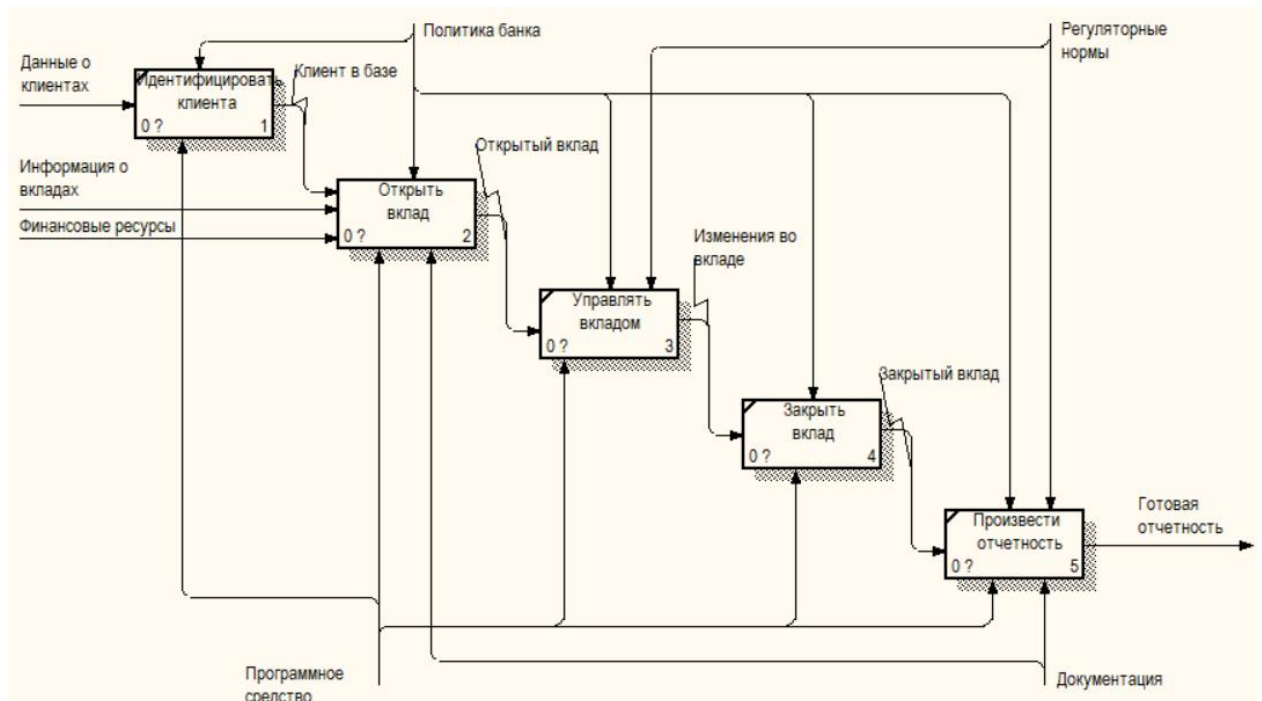 Политика банка
Регуляторные
нормы
Данные о
клиентах
Идентифицировать
клиента
0 ? 1
Клиент в базе
Информация о
вкладах
Финансовые ресурсы
Открыть
вклад
0 ? 2
Открытый вклад
Управлять
вкладом
0 ? 3
Изменения во
вкладе
Закрыть
вклад
0 ? 4
Закрытый вклад
Произвести
отчетность
0 ? 5
Готовая
отчетность
Программное
средство
Документация